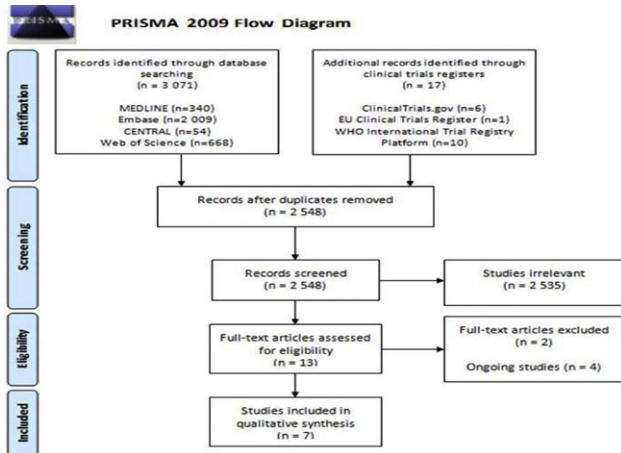 PRISMA
PRISMA 2009 Flow Diagram
Identification
Records identified through database
searching
(n = 3 071)
MEDLINE (n=340)
Embase (n=2 009)
CENTRAL (n=54)
Web of Science (n=668)
Additional records identified through
clinical trials registers
(n = 17)
ClinicalTrials.gov (n=6)
EU Clinical Trials Register (n=1)
WHO International Trial Registry
Platform (n=10)
Screening
Records after duplicates removed
(n = 2 548)
Records screened
(n = 2 548)
Studies irrelevant
(n = 2 535)
Eligibility
Full-text articles assessed
for eligibility
(n = 13)
Full-text articles excluded
(n = 2)
Ongoing studies (n = 4)
Included
Studies included in
qualitative synthesis
(n = 7)